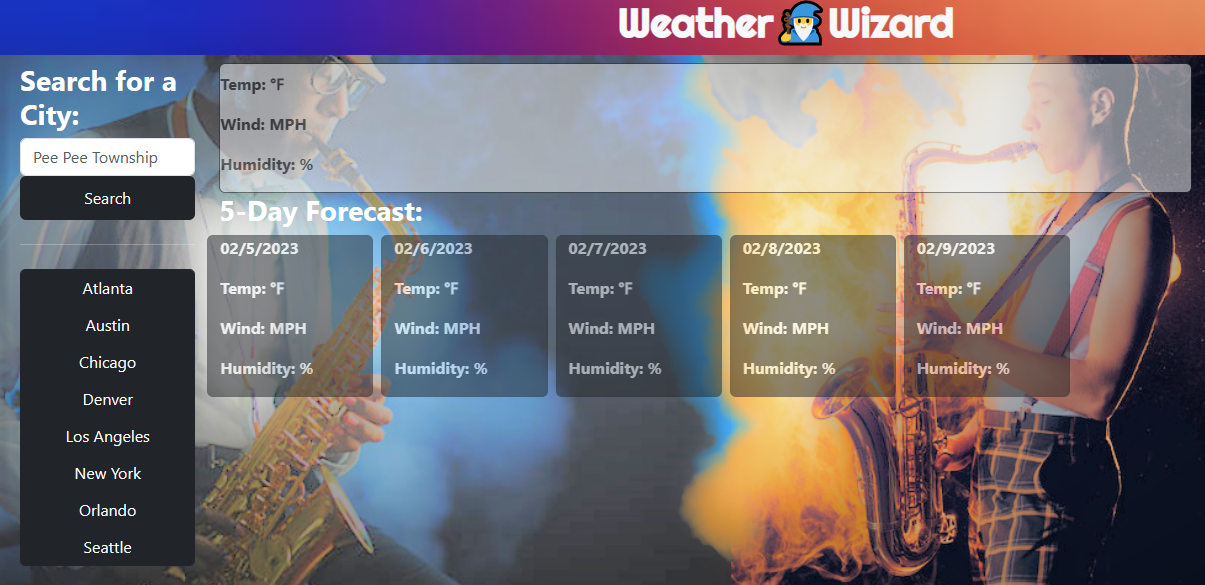 Weather Wizard
Search for a
City:
Pee Pee Township
Search
Atlanta
Austin
Chicago
Denver
Los Angeles
New York
Orlando
Seattle
Temp: °F
Wind: MPH
Humidity: %
5-Day Forecast:
02/5/2023
Temp: °F
Wind: MPH
Humidity: %
02/6/2023
Temp: °F
Wind: MPH
Humidity: %
02/7/2023
Temp: °F
Wind: MPH
Humidity: %
02/8/2023
Temp: °F
Wind: MPH
Humidity: %
02/9/2023
Temp: °F
Wind: MPH
Humidity: %